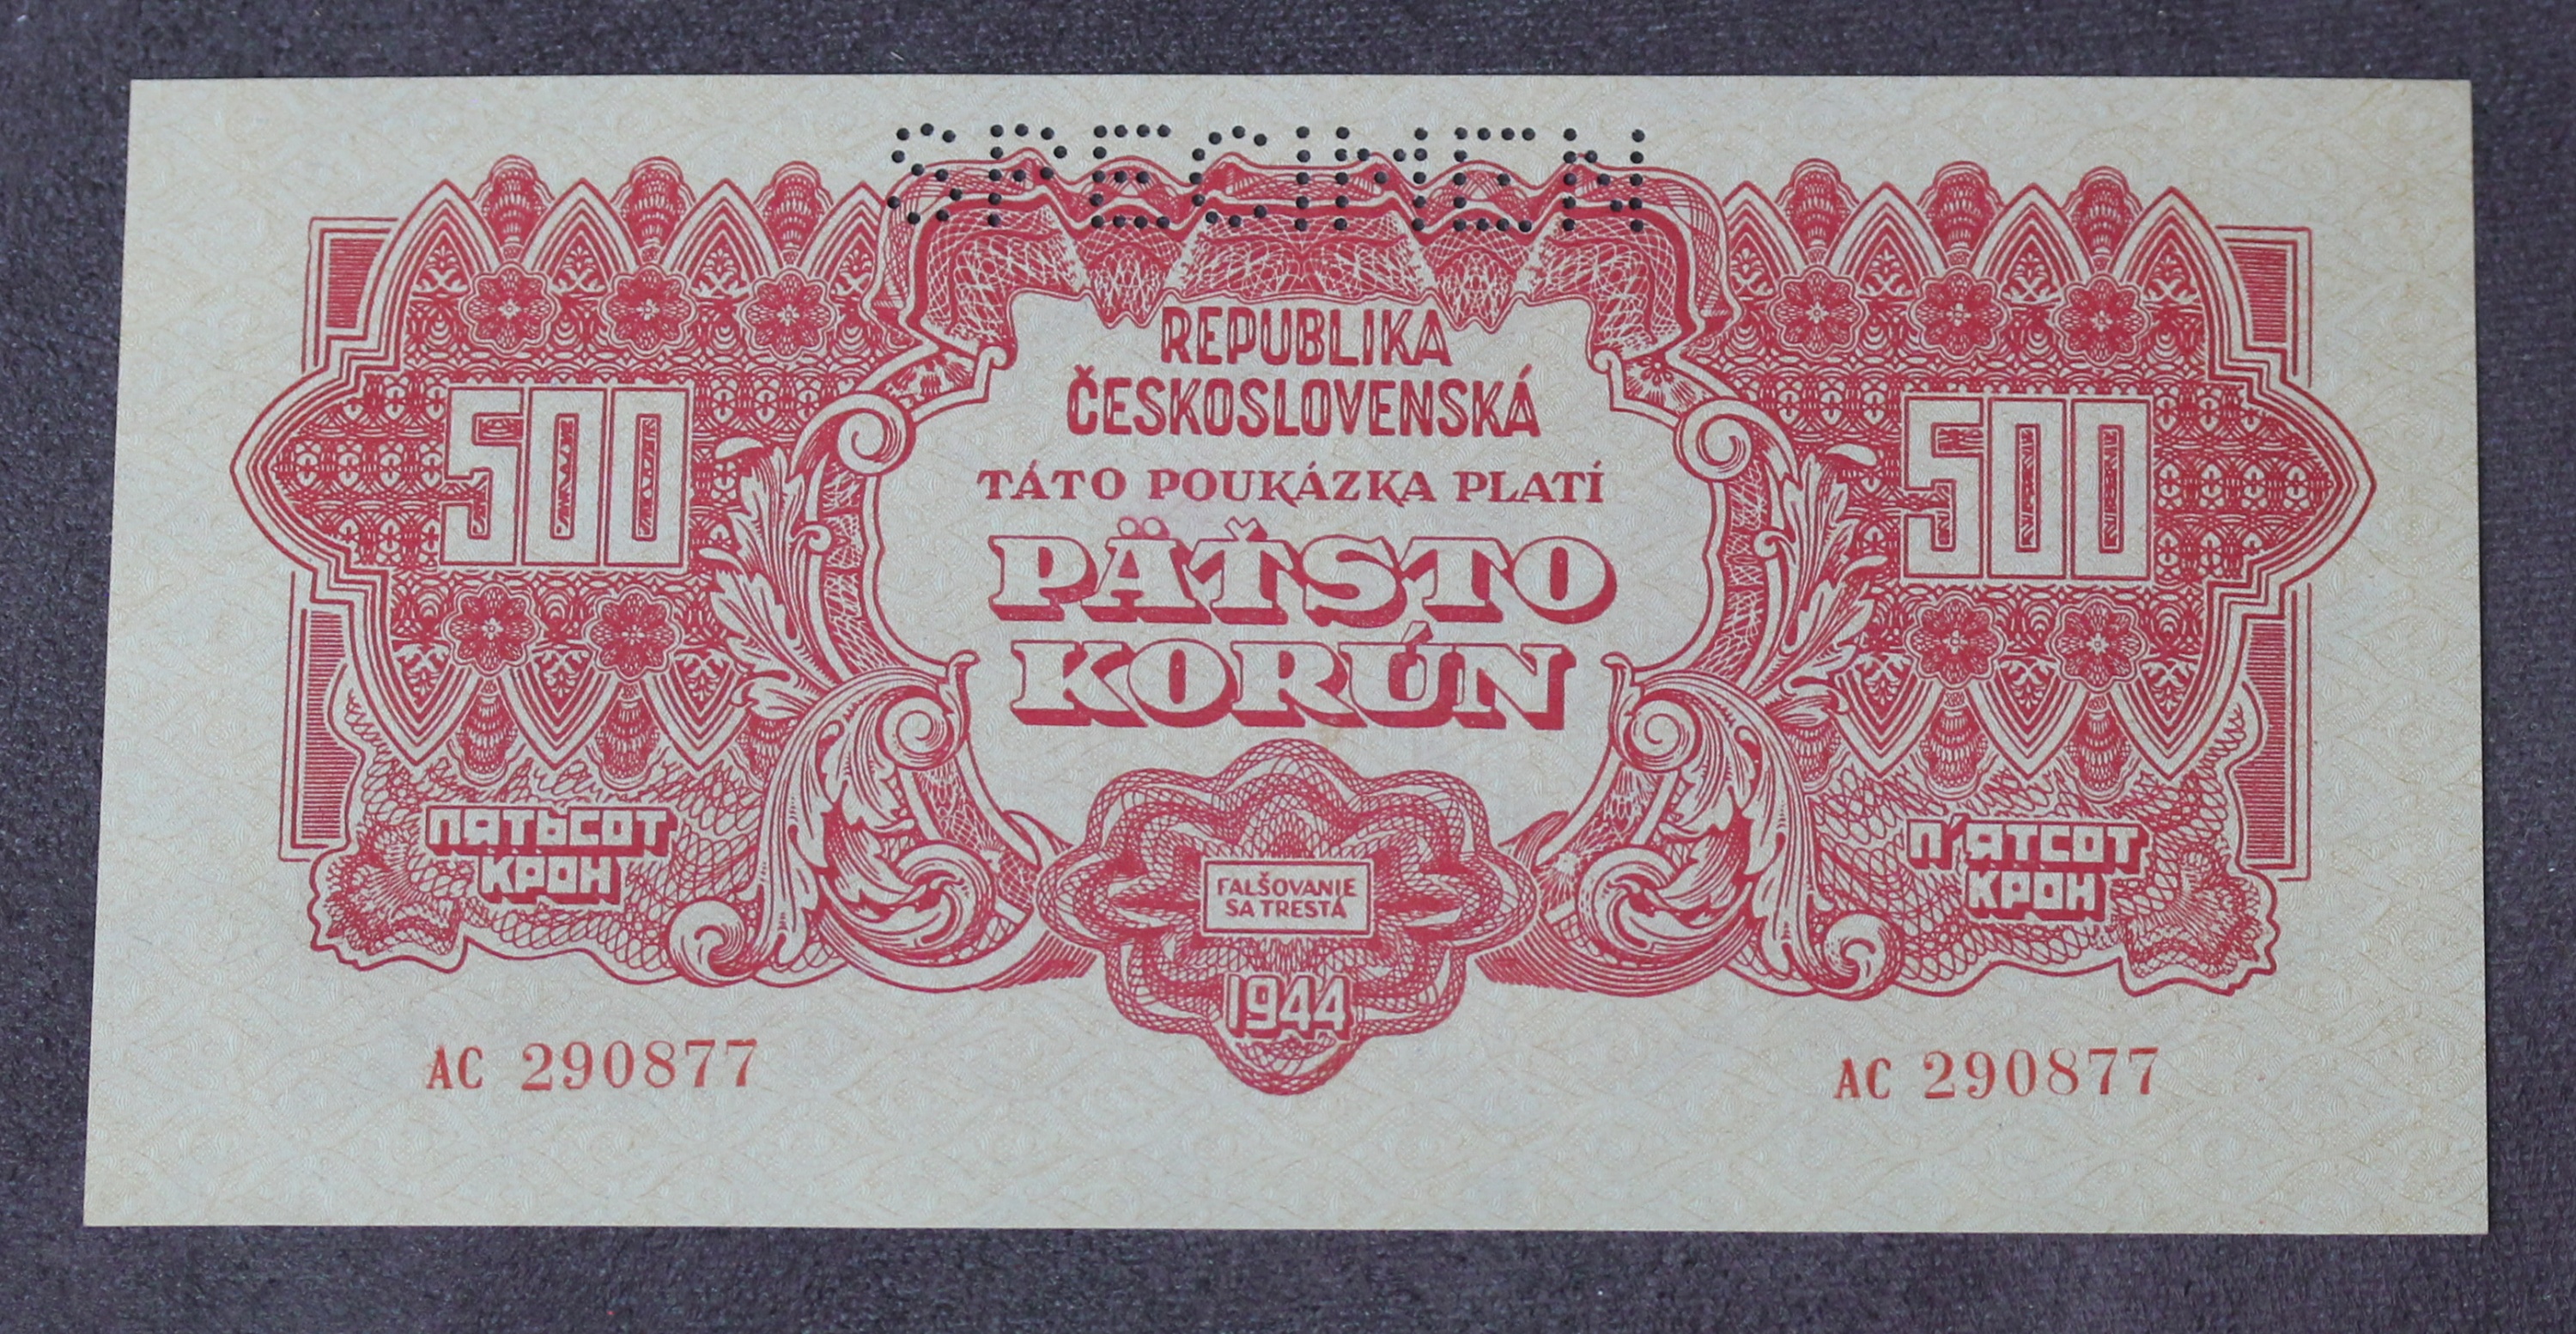 SPECIMEN
REPUBLIKA
ČESKOSLOVENSKÁ
TÁTO POUKÁZKA PLATÍ
PÄŤSTO
KORÚN
500
500
ПЯТЬСОТ
КРОН
П'ЯТСОТ
КРОН
FALŠOVANIE
SA TRESTÁ
1944
AC 290877
AC 290877